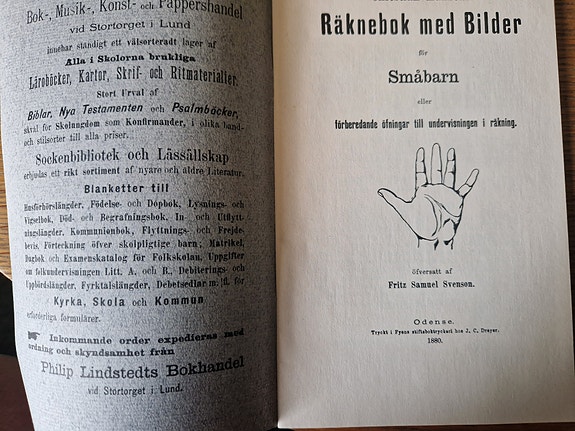 Bok-, Musik-, Konst- och Pappershandel
vid Stortorget i Lund
innehar ständigt ett välsorteradt lager af
Alla i Skolorna brukliga
Läroböcker, Kartor, Skrif- och Ritmaterialier,
Stort Urval af
Biblar, Nya Testamenten och Psalmböcker,
såväl för Skolungdom som Konfirmander, i olika band-
och stilsorter till alla priser.
Sockenbibliotek och Lässällskap
erbjudes ett rikt sortiment af nyare och äldre Literatur.
Blanketter till
Husförhörslängder, Födelse- och Dopbok, Lysnings- och
Vigselbok, Död- och Begrafningsbok, In- och Utflytt-
ningslängder, Kommunionbok, Flyttnings- och Frejde-
bevis, Förteckning öfver skolpligtige barn, Matrikel,
Dagbok och Examenskatalog för Folkskolan, Uppgifter
om folkundervisningen Litt. A. och B., Debiterings- och
Uppbördslängder, Fyrktalslängder, Debetsedlar m. fl. för
Kyrka, Skola och Kommun
erforderliga formulärer.
☛ Inkommande order expedieras med
ordning och skyndsamhet från
Philip Lindstedts Bokhandel
vid Stortorget i Lund.
Räknebok med Bilder
för
Småbarn
eller
förberedande öfningar till undervisningen i räkning.
öfversatt af
Fritz Samuel Svenson.
Odense.
Tryckt i Fyens stiftsboktryckeri hos J. C. Dreyer.
1880.